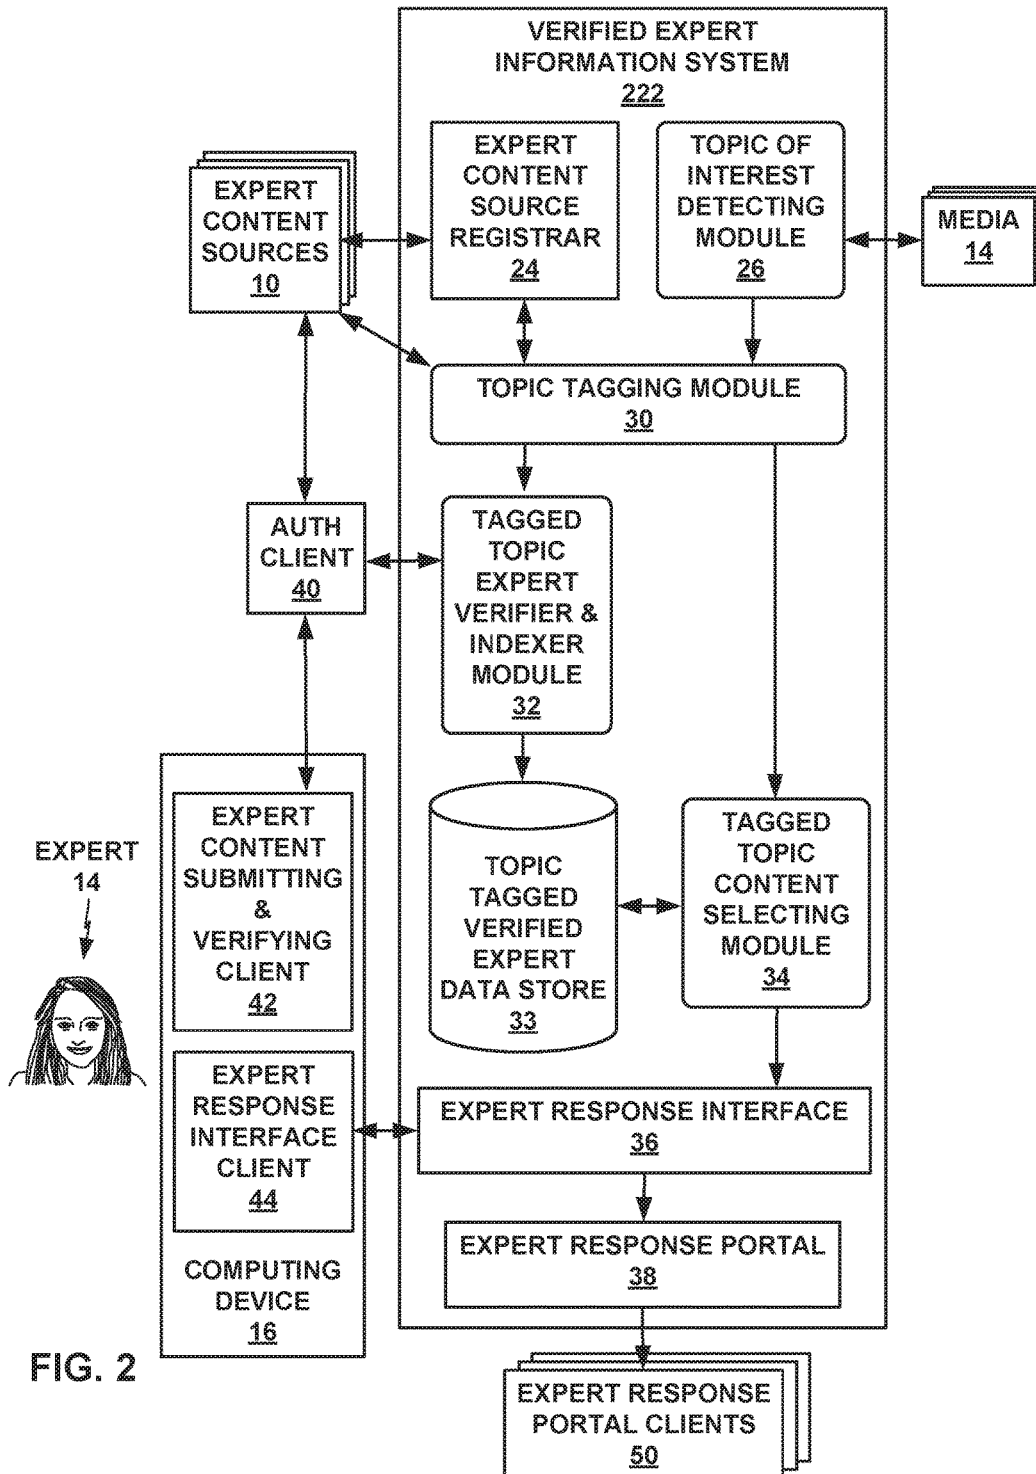 VERIFIED EXPERT
INFORMATION SYSTEM
222
EXPERT
CONTENT
SOURCES
10
EXPERT
CONTENT
SOURCE
REGISTRAR
24
TOPIC OF
INTEREST
DETECTING
MODULE
26
MEDIA
14
TOPIC TAGGING MODULE
30
AUTH
CLIENT
40
TAGGED
TOPIC
EXPERT
VERIFIER &
INDEXER
MODULE
32
EXPERT
14
EXPERT
CONTENT
SUBMITTING
&
VERIFYING
CLIENT
42
TOPIC
TAGGED
VERIFIED
EXPERT
DATA STORE
33
TAGGED
TOPIC
CONTENT
SELECTING
MODULE
34
EXPERT
RESPONSE
INTERFACE
CLIENT
44
EXPERT RESPONSE INTERFACE
36
EXPERT RESPONSE PORTAL
38
COMPUTING
DEVICE
16
FIG. 2
EXPERT RESPONSE
PORTAL CLIENTS
50